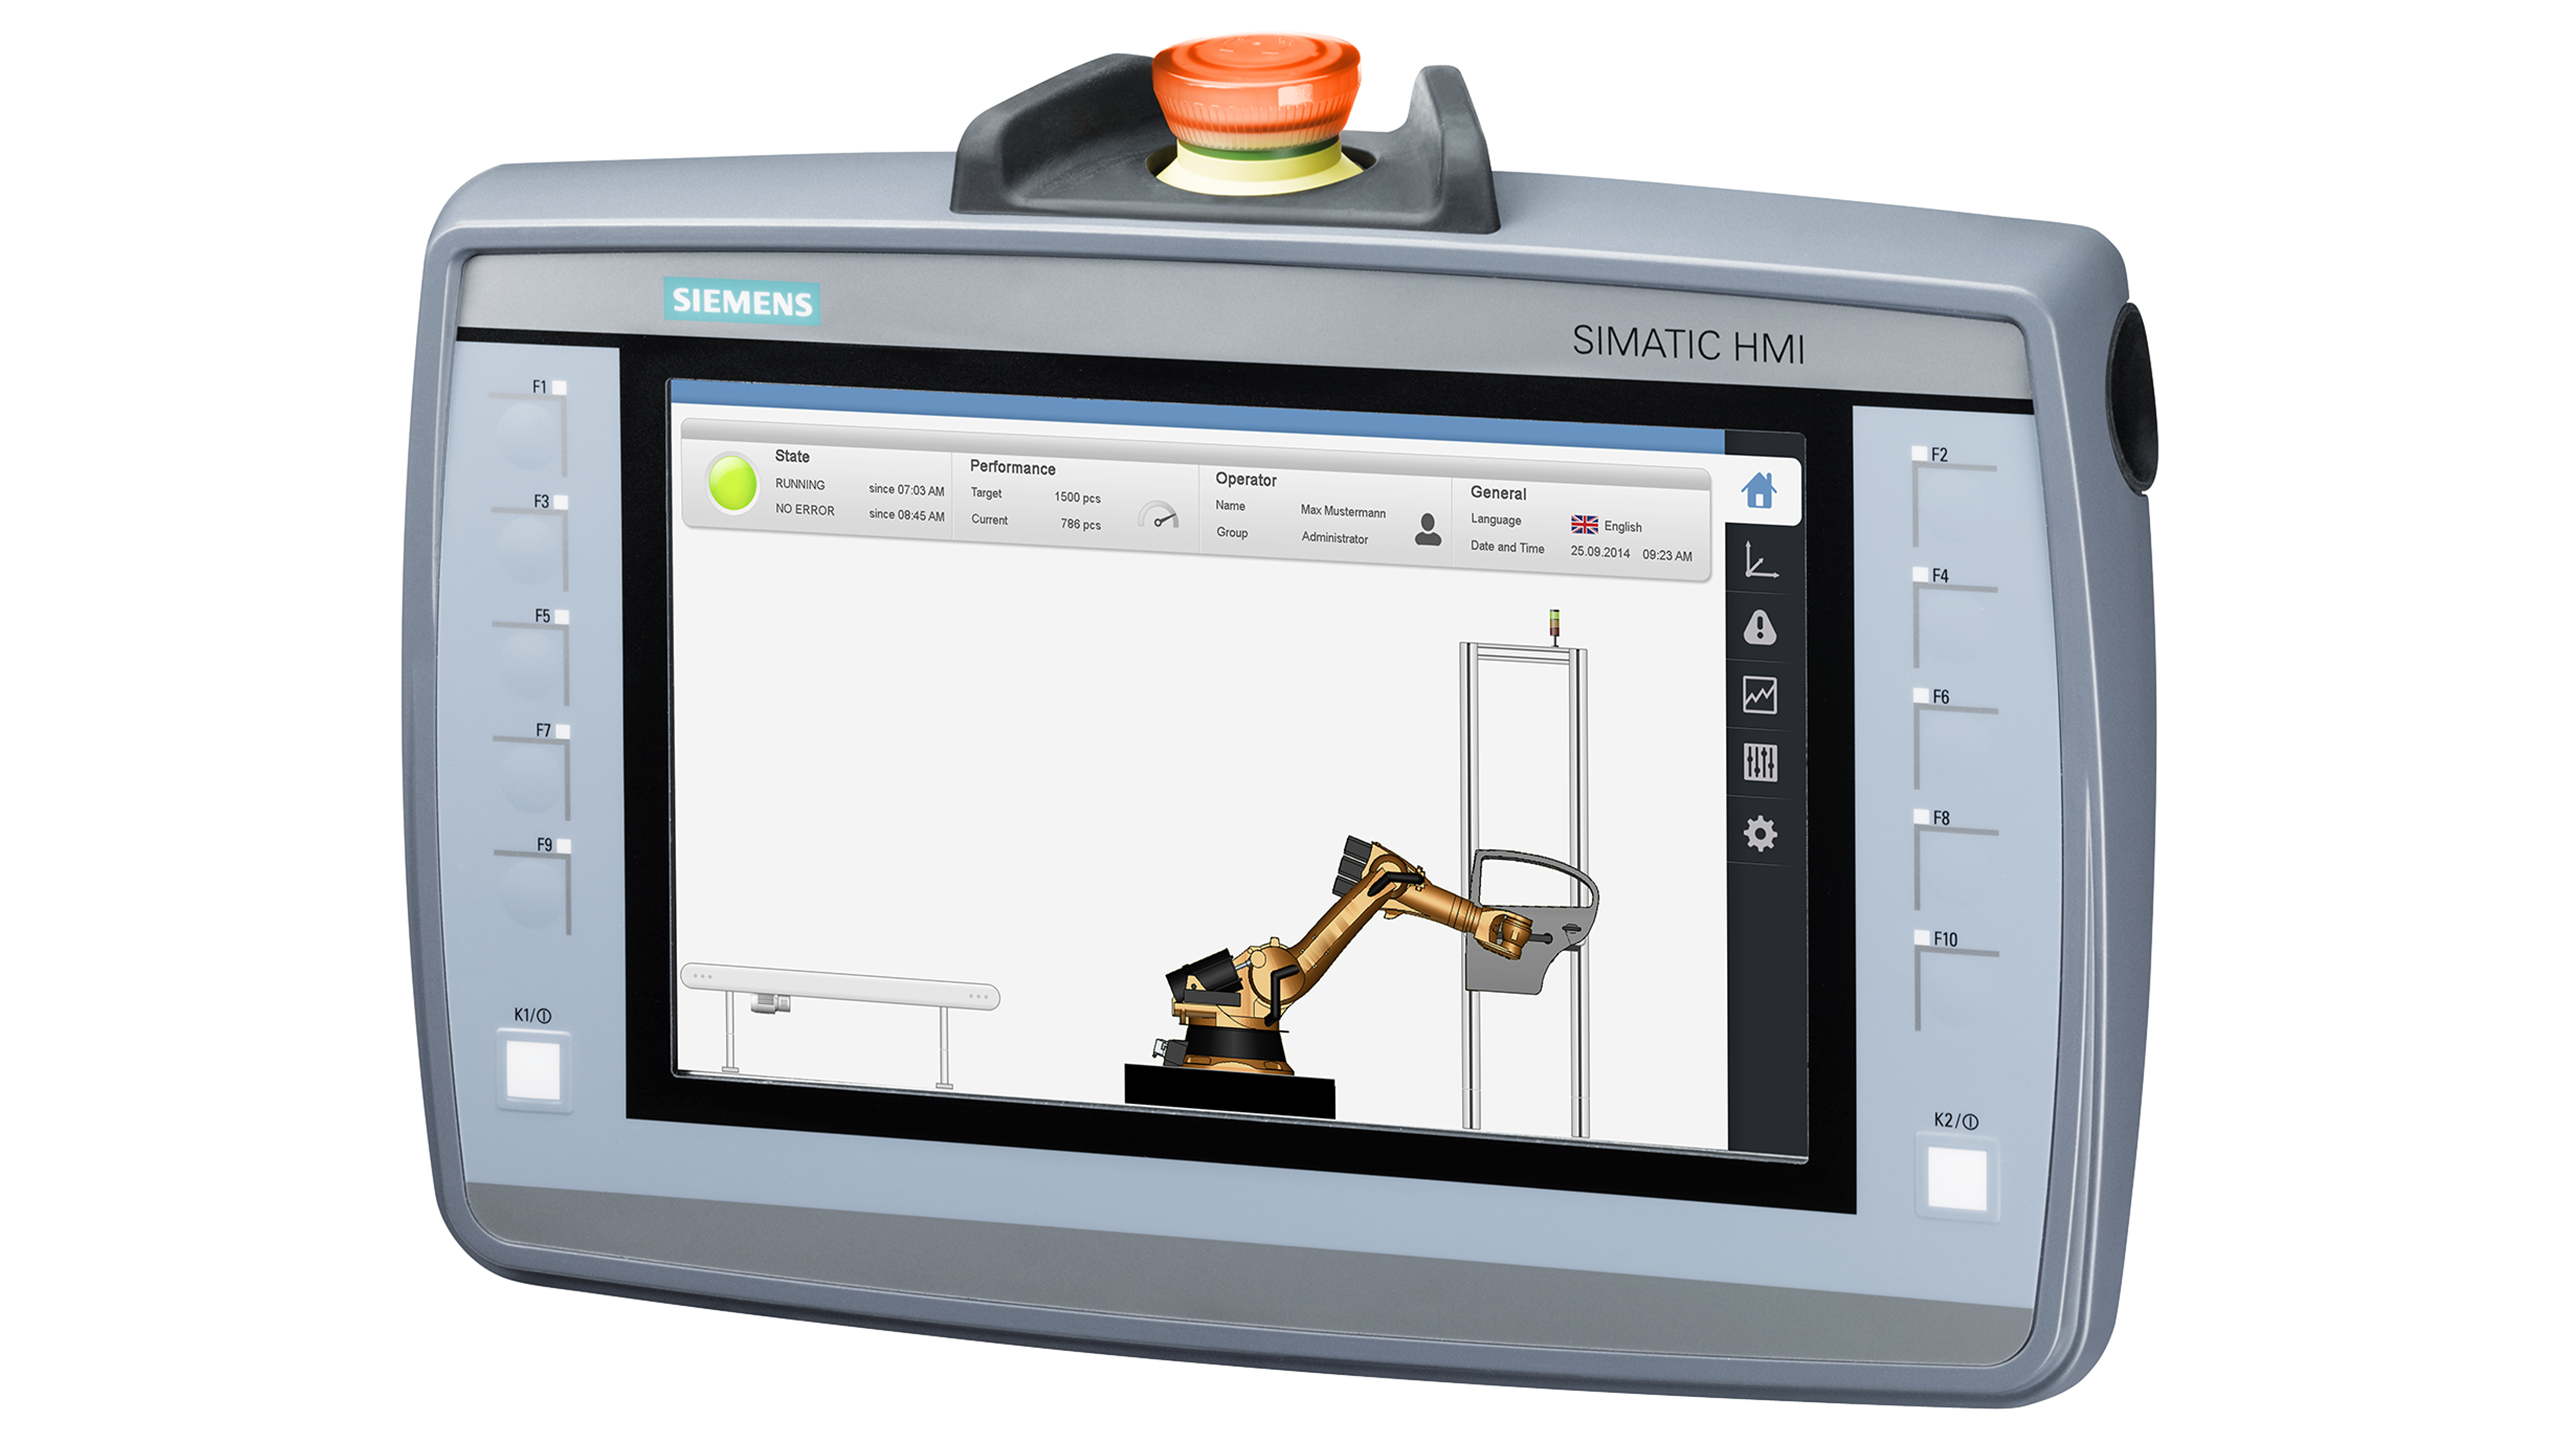 SIEMENS
SIMATIC HMI
F1
F3
F5
F7
F9
K1/
State
RUNNING since 07:03 AM
NO ERROR since 08:45 AM
Performance
Target 1500 pcs
Current 786 pcs
Operator
Name Max Mustermann
Group Administrator
General
Language English
Date and Time 25.09.2014 09:23 AM
F2
F4
F6
F8
F10
K2/